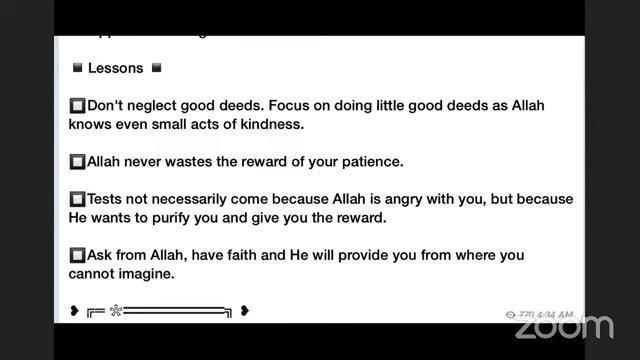 ◾ Lessons ◾
🔲Don't neglect good deeds. Focus on doing little good deeds as Allah
knows even small acts of kindness.
🔲Allah never wastes the reward of your patience.
🔲Tests not necessarily come because Allah is angry with you, but because
He wants to purify you and give you the reward.
🔲Ask from Allah, have faith and He will provide you from where you
cannot imagine.
❥ ╔═ ✼════════════╗ ❥
770 4:34 AM
zoom